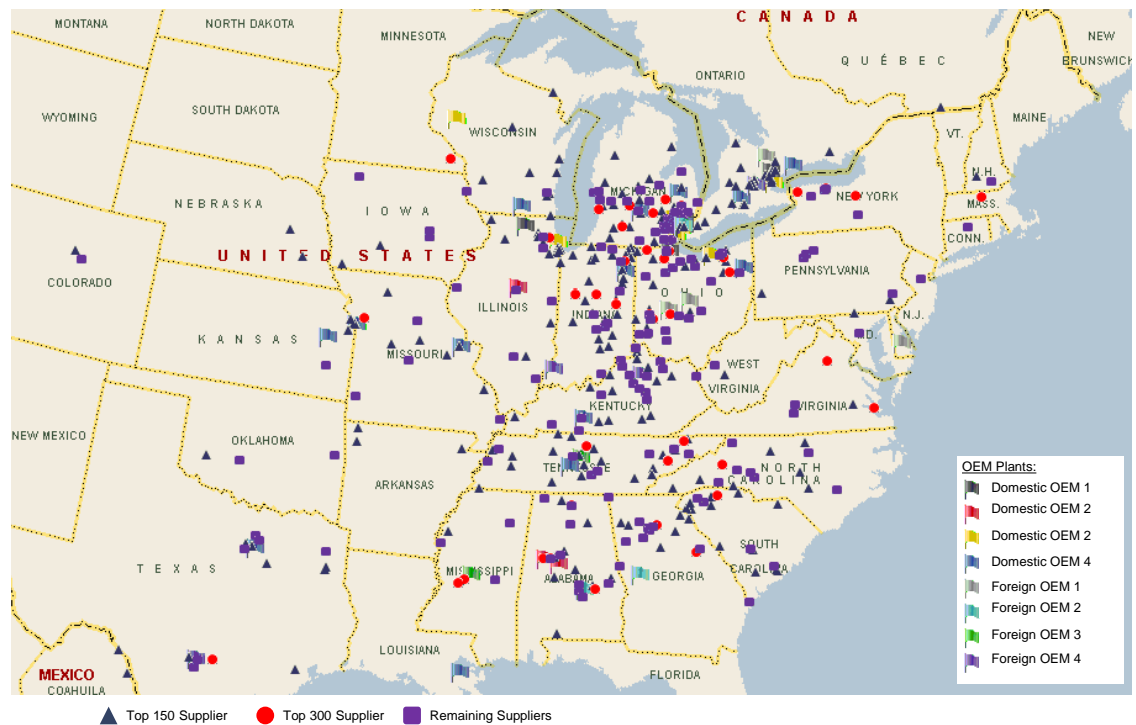 CANADA
MONTANA
NORTH DAKOTA
MINNESOTA
NEW
BRUNSWICK
QUÉBEC
ONTARIO
SOUTH DAKOTA
WYOMING
WISCONSIN
MAINE
VT.
N.H.
MICHIGAN
NEW YORK
MASS.
NEBRASKA
IOWA
CONN.
UNITED STATES
PENNSYLVANIA
COLORADO
ILLINOIS
OHIO
INDIANA
N.J.
KANSAS
MISSOURI
MD.
WEST
VIRGINIA
VIRGINIA
KENTUCKY
NEW MEXICO
OKLAHOMA
TENNESSEE
NORTH
CAROLINA
ARKANSAS
SOUTH
CAROLINA
TEXAS
MISSISSIPPI
ALABAMA
GEORGIA
LOUISIANA
FLORIDA
MEXICO
COAHUILA
OEM Plants:
Domestic OEM 1
Domestic OEM 2
Domestic OEM 2
Domestic OEM 4
Foreign OEM 1
Foreign OEM 2
Foreign OEM 3
Foreign OEM 4
Top 150 Supplier
Top 300 Supplier
Remaining Suppliers